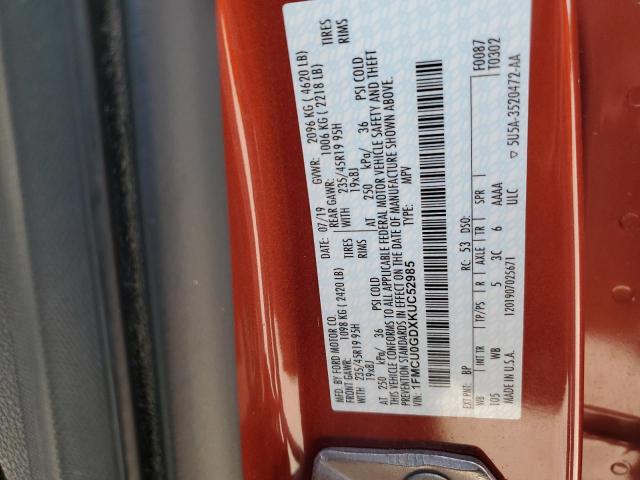 MFD. BY FORD MOTOR CO.
DATE: 07/19 GVWR: 2096 KG ( 4620 LB)
FRONT GAWR: 1098 KG ( 2420 LB) REAR GAWR: 1006 KG ( 2218 LB)
WITH 235/45R19 95H TIRES WITH 235/45R19 95H TIRES
19x8J RIMS 19x8J RIMS
AT 250 kPa/ 36 PSI COLD AT 250 kPa/ 36 PSI COLD
THIS VEHICLE CONFORMS TO ALL APPLICABLE FEDERAL MOTOR VEHICLE SAFETY AND THEFT
PREVENTION STANDARDS IN EFFECT ON THE DATE OF MANUFACTURE SHOWN ABOVE.
VIN: 1FMCU0GDXKUC52985 TYPE: MPV
F0087
T0302
EXT PNT: BP RC: 53 DSO:
WB INT TR TP/PS R AXLE TR SPR
105 WB 5 3C 6 AAAA
MADE IN U.S.A. 1201907025671 ULC
▽ 5U5A-3520472-AA